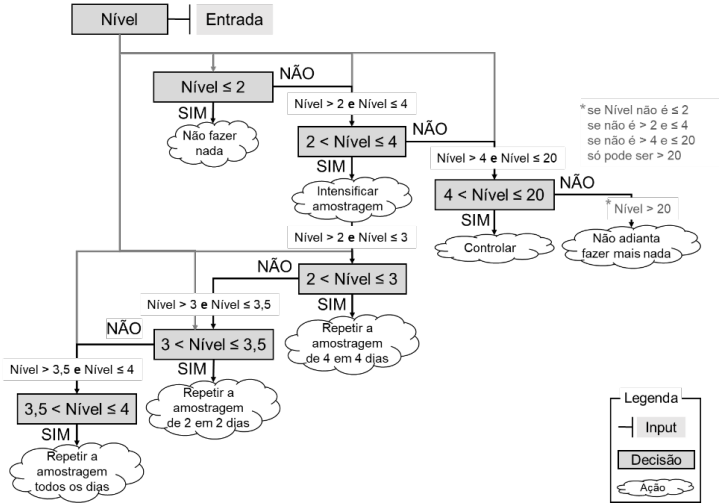 Nível
Entrada
Nível ≤ 2
NÃO
SIM
Não fazer
nada
Nível > 2 e Nível ≤ 4
2 < Nível ≤ 4
NÃO
SIM
Intensificar
amostragem
Nível > 4 e Nível ≤ 20
4 < Nível ≤ 20
NÃO
SIM
Controlar
* se Nível não é ≤ 2
se não é > 2 e ≤ 4
se não é > 4 e ≤ 20
só pode ser > 20
* Nível > 20
Não adianta
fazer mais nada
Nível > 2 e Nível ≤ 3
2 < Nível ≤ 3
NÃO
SIM
Repetir a
amostragem
de 4 em 4 dias
Nível > 3 e Nível ≤ 3,5
3 < Nível ≤ 3,5
NÃO
SIM
Repetir a
amostragem
de 2 em 2 dias
Nível > 3,5 e Nível ≤ 4
3,5 < Nível ≤ 4
SIM
Repetir a
amostragem
todos os dias
Legenda
Input
Decisão
Ação